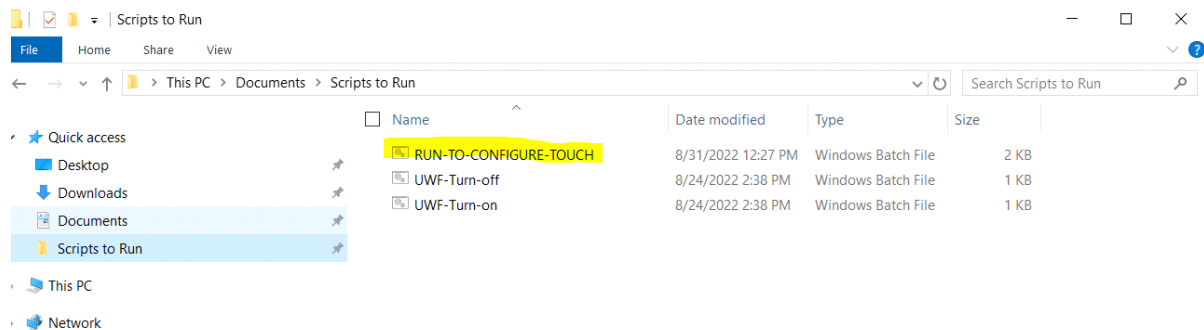 Scripts to Run
File Home Share View
This PC > Documents > Scripts to Run
Search Scripts to Run
Name Date modified Type Size
Quick access
Desktop
Downloads
Documents
Scripts to Run
This PC
Network
RUN-TO-CONFIGURE-TOUCH 8/31/2022 12:27 PM Windows Batch File 2 KB
UWF-Turn-off 8/24/2022 2:38 PM Windows Batch File 1 KB
UWF-Turn-on 8/24/2022 2:38 PM Windows Batch File 1 KB